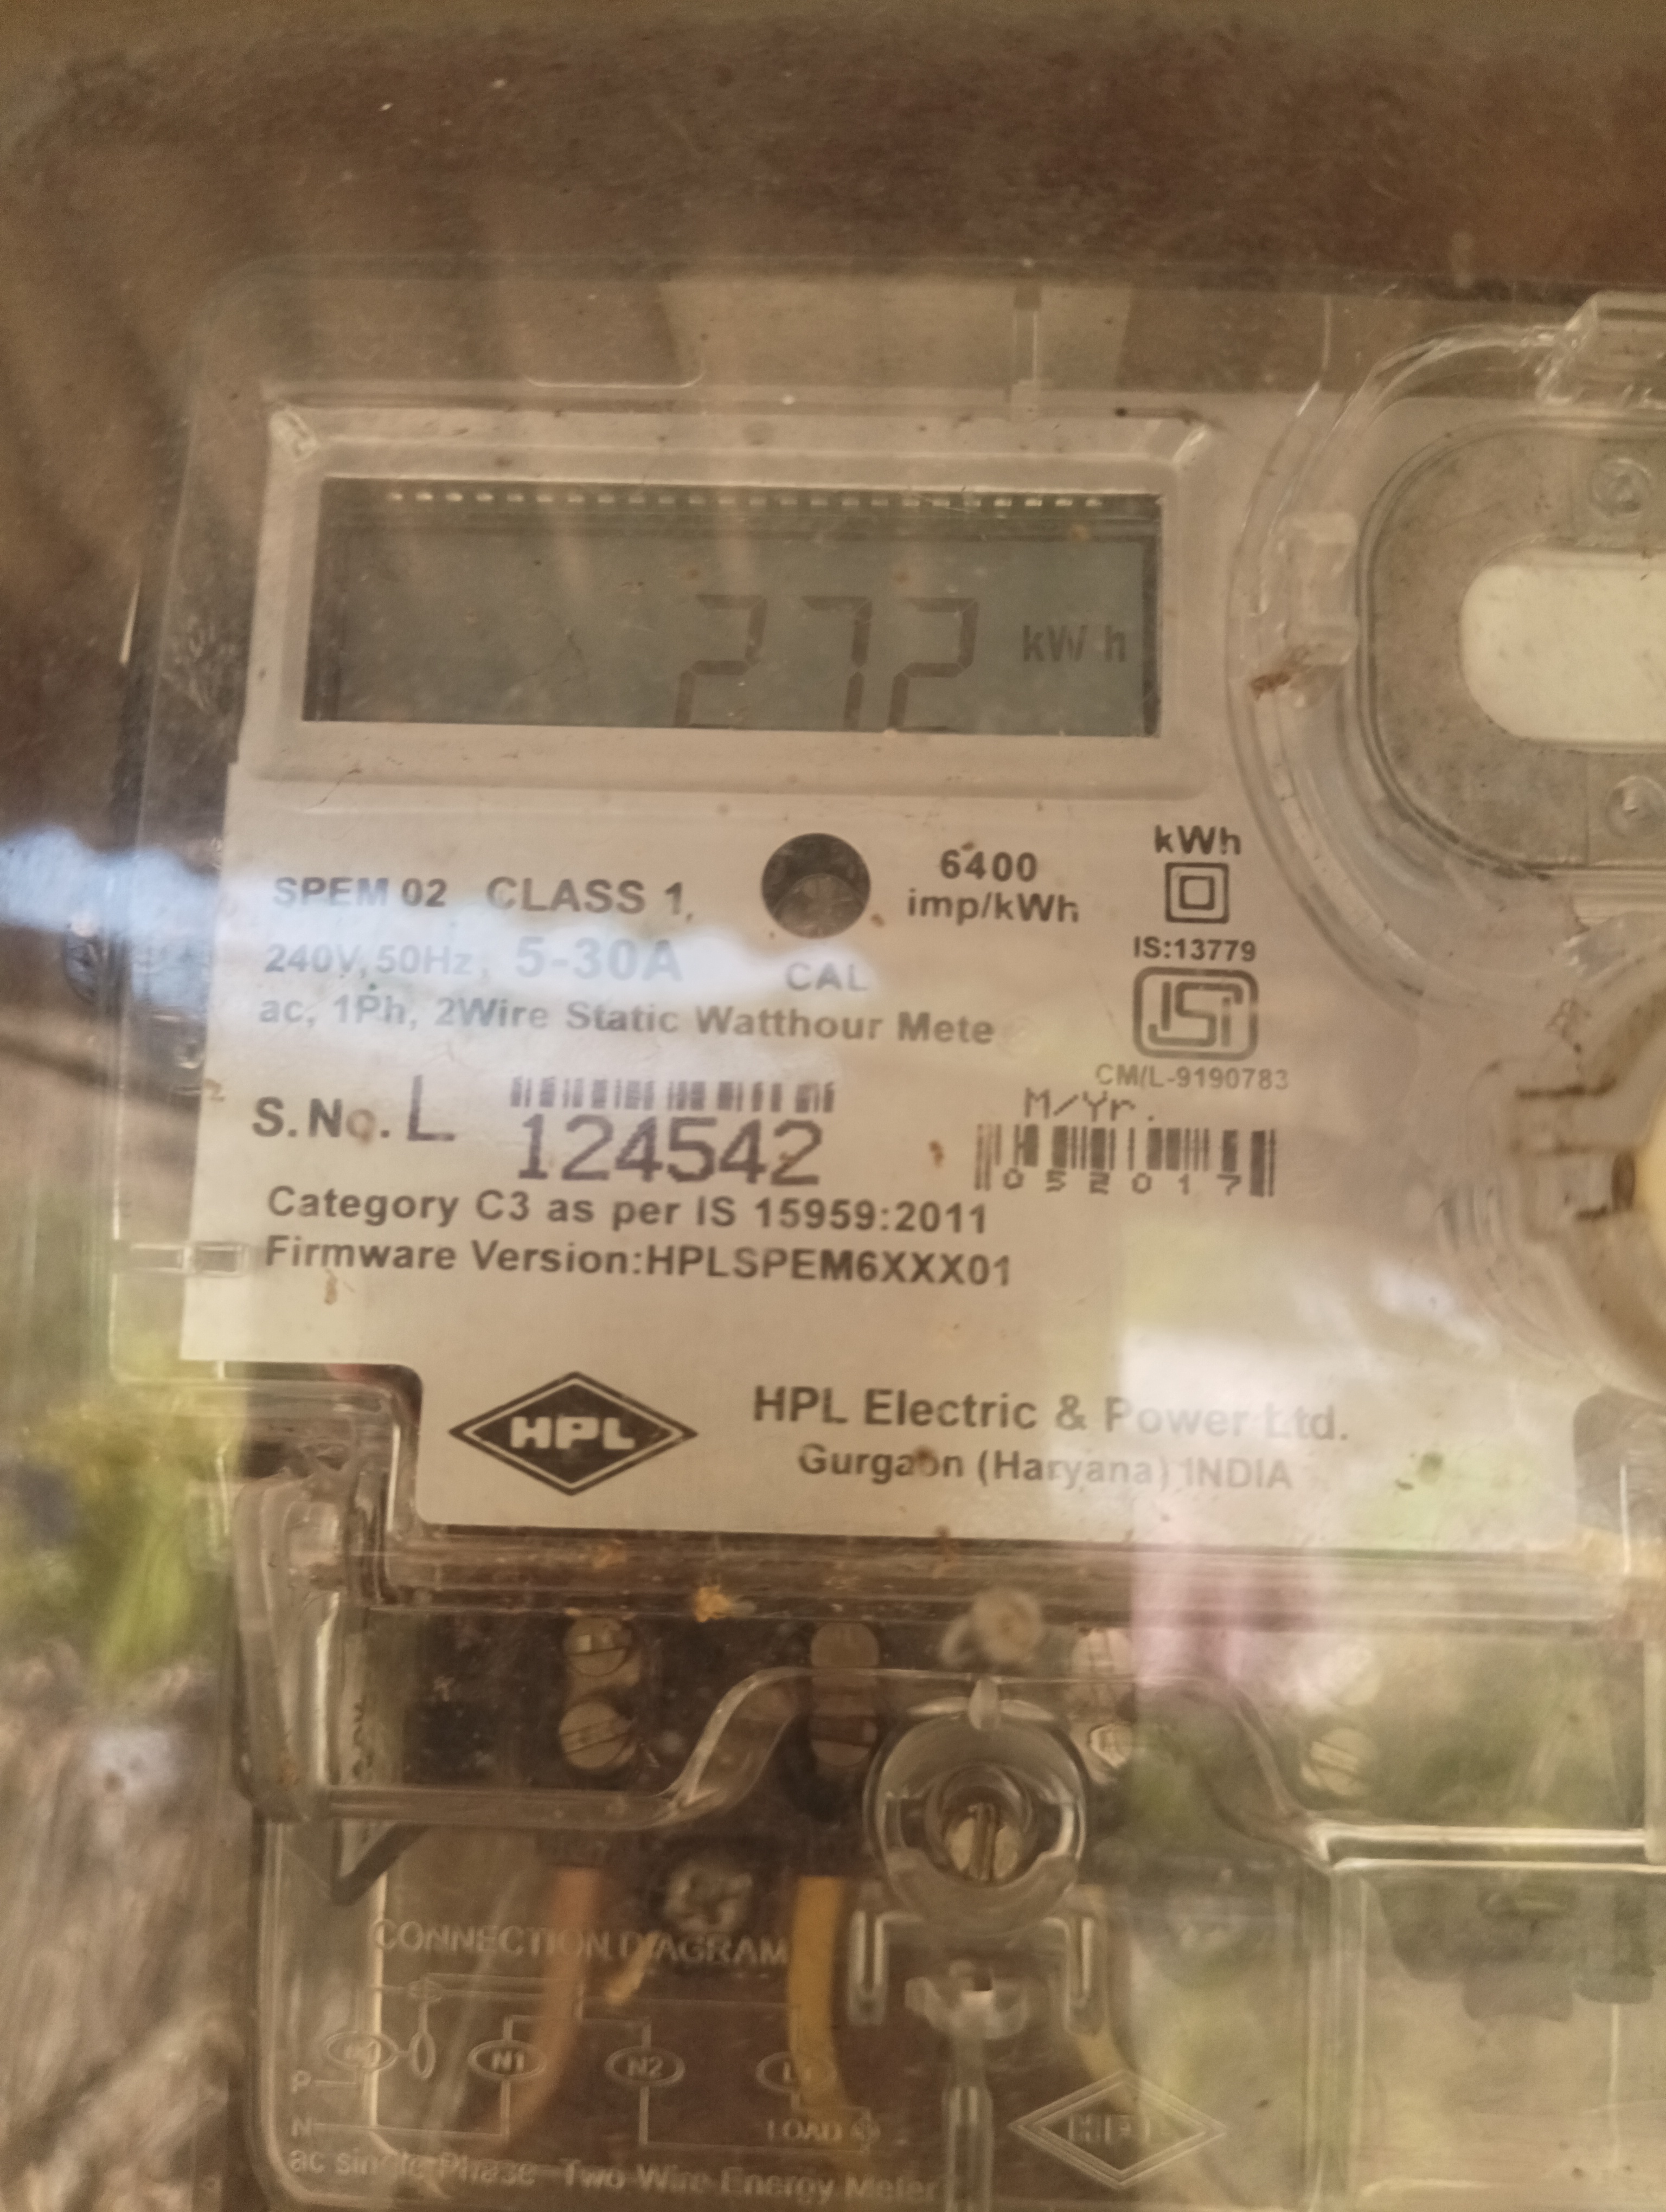 272 kWh
SPEM 02 CLASS 1,
6400
imp/kWh
kWh
240V, 50Hz, 5-30A
CAL
IS:13779
ISI
ac, 1Ph, 2Wire Static Watthour Mete
CM/L-9190783
M/Yr.
S.No. L
124542
052017
Category C3 as per IS 15959:2011
Firmware Version:HPLSPEM6XXX01
HPL
HPL Electric & Power Ltd.
Gurgaon (Haryana) INDIA
CONNECTION DIAGRAM
N1 N2
P
N
LOAD
HPL
ac single Phase Two Wire Energy Meter